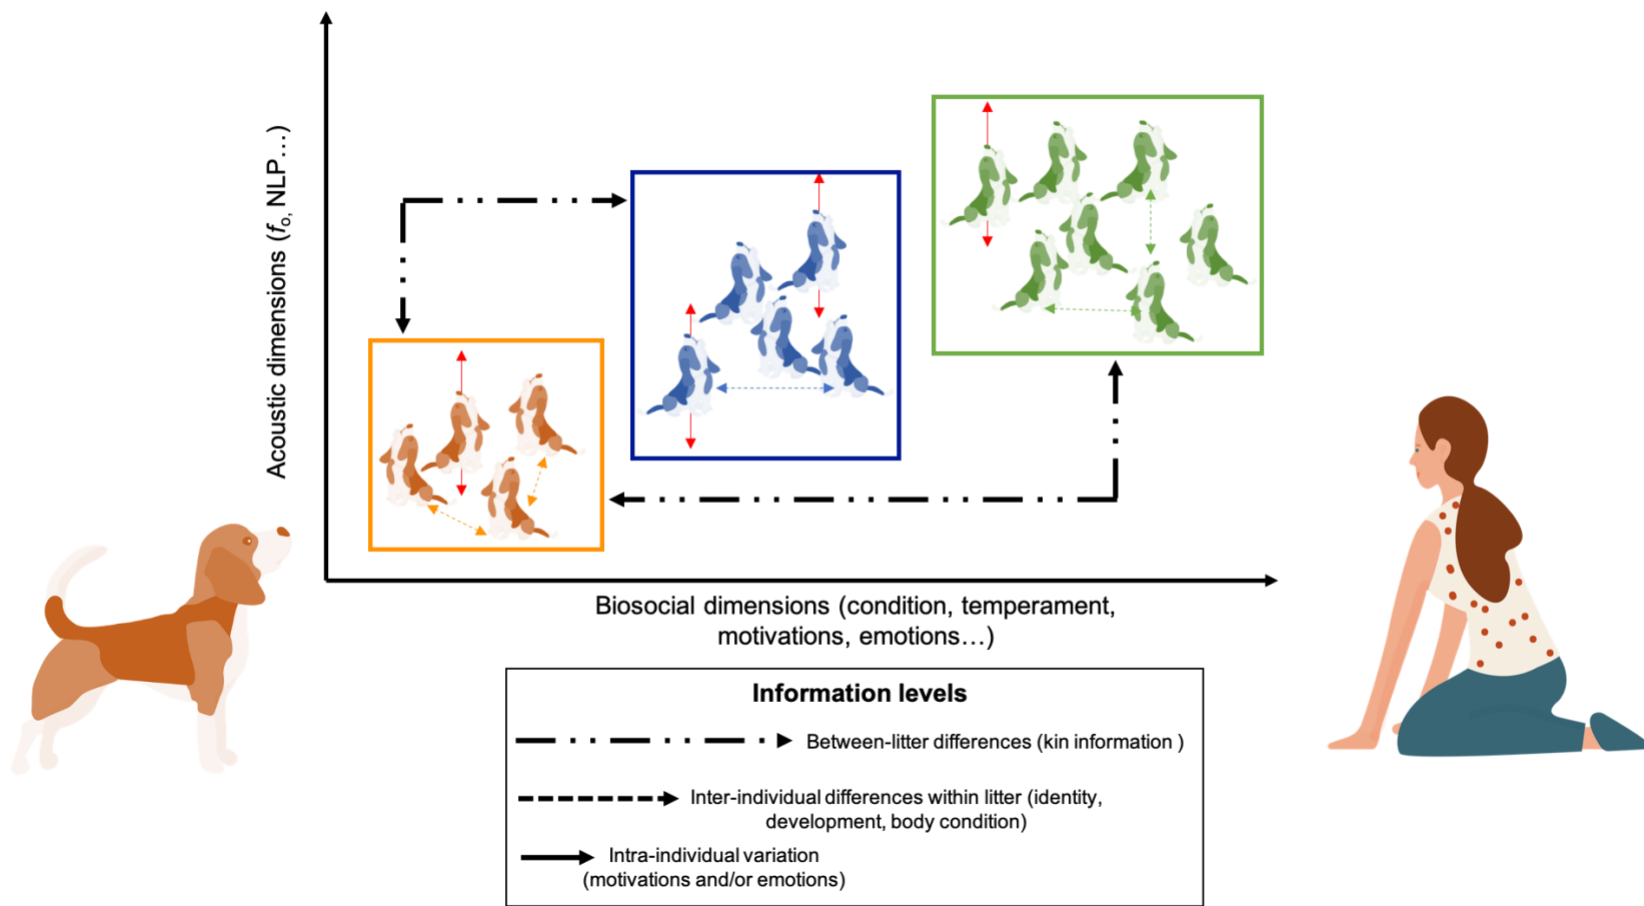 Acoustic dimensions (fo, NLP…)
Biosocial dimensions (condition, temperament,
motivations, emotions…)
Information levels
Between-litter differences (kin information )
Inter-individual differences within litter (identity,
development, body condition)
Intra-individual variation
(motivations and/or emotions)